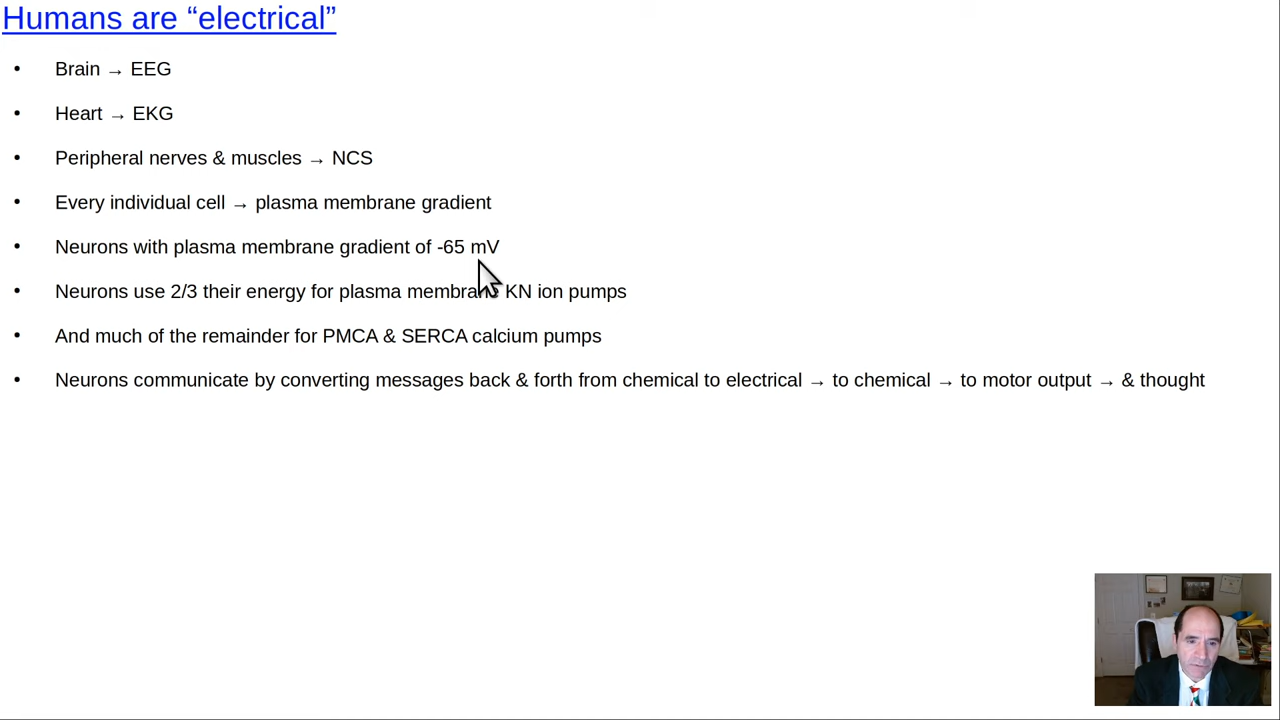 Humans are “electrical”
• Brain → EEG
• Heart → EKG
• Peripheral nerves & muscles → NCS
• Every individual cell → plasma membrane gradient
• Neurons with plasma membrane gradient of -65 mV
• Neurons use 2/3 their energy for plasma membrane KN ion pumps
• And much of the remainder for PMCA & SERCA calcium pumps
• Neurons communicate by converting messages back & forth from chemical to electrical → to chemical → to motor output → & thought